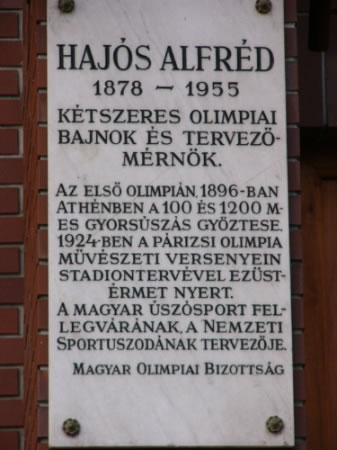 HAJÓS ALFRÉD
1878 — 1955
KÉTSZERES OLIMPIAI
BAJNOK ÉS TERVEZŐ-
MÉRNÖK.
AZ ELSŐ OLIMPIÁN, 1896-BAN
ATHÉNBEN A 100 ÉS 1200 M-
ES GYORSÚSZÁS GYŐZTESE.
1924-BEN A PÁRIZSI OLIMPIA
MŰVÉSZETI VERSENYEIN
STADIONTERVÉVEL EZÜST-
ÉRMET NYERT.
A MAGYAR ÚSZÓSPORT FEL-
LEGVÁRÁNAK, A NEMZETI
SPORTUSZODÁNAK TERVEZŐJE.
MAGYAR OLIMPIAI BIZOTTSÁG